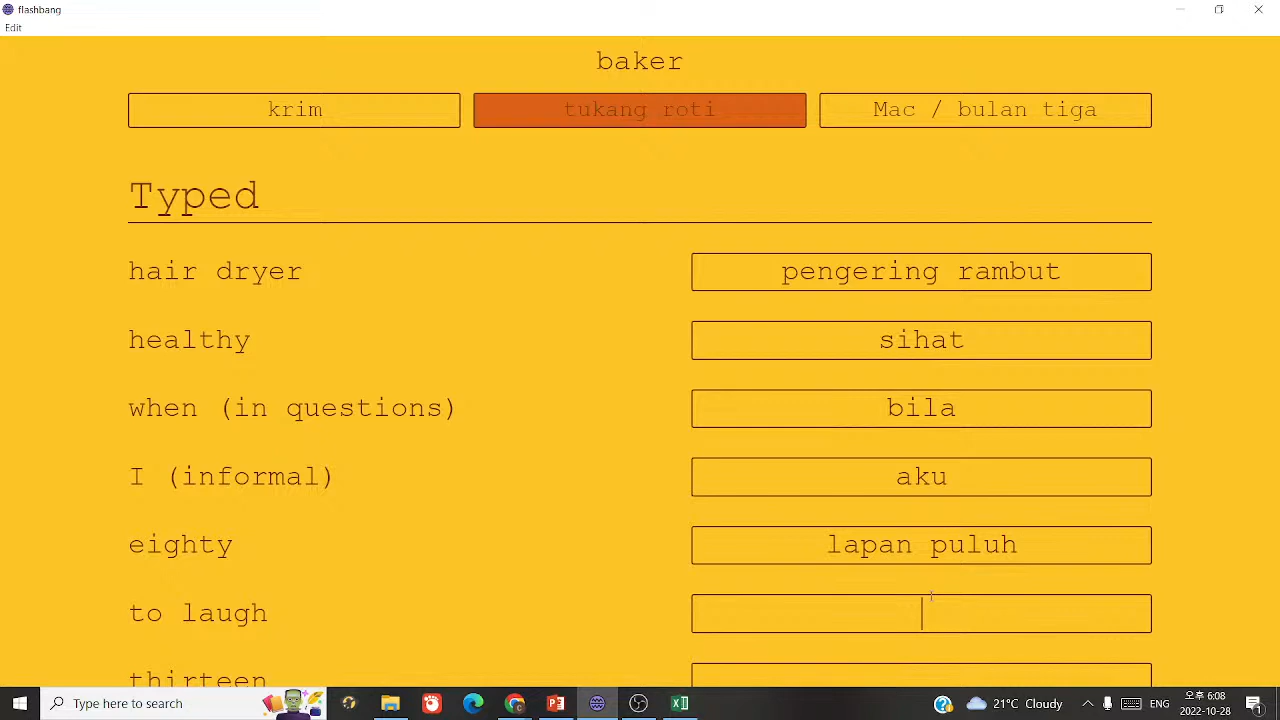 flashbang
Edit
baker
krim
tukang roti
Mac / bulan tiga
Typed
hair dryer
pengering rambut
healthy
sihat
when (in questions)
bila
I (informal)
aku
eighty
lapan puluh
to laugh
thirteen
Type here to search
21°C Cloudy
ENG
오후 6:08
2022-10-28
1